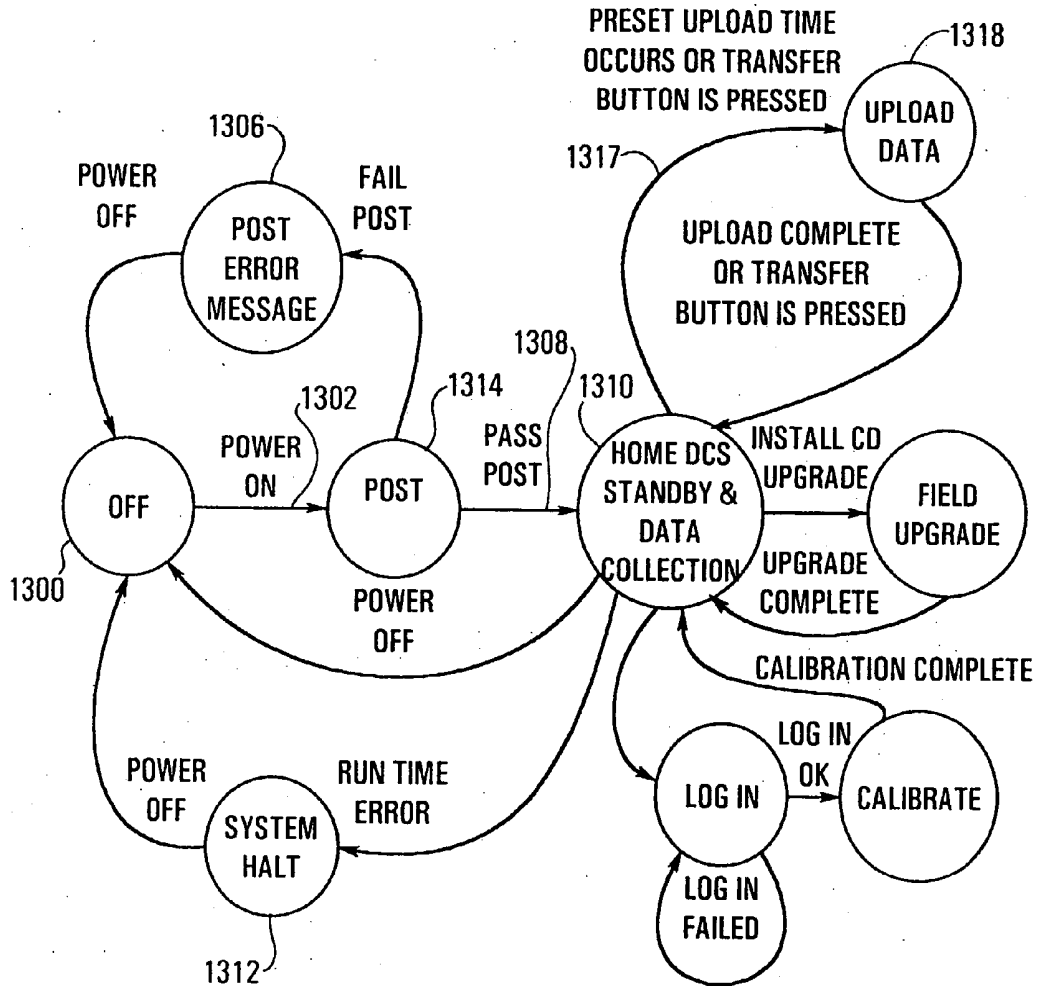 PRESET UPLOAD TIME
OCCURS OR TRANSFER
BUTTON IS PRESSED
1318
UPLOAD
DATA
1317
1306
POWER
OFF
FAIL
POST
POST
ERROR
MESSAGE
UPLOAD COMPLETE
OR TRANSFER
BUTTON IS PRESSED
1308
1302
1314
1310
POWER
ON
PASS
POST
OFF
POST
HOME DCS
STANDBY &
DATA
COLLECTION
INSTALL CD
UPGRADE
FIELD
UPGRADE
1300
POWER
OFF
UPGRADE
COMPLETE
CALIBRATION COMPLETE
POWER
OFF
RUN TIME
ERROR
SYSTEM
HALT
LOG IN
LOG IN
OK
CALIBRATE
LOG IN
FAILED
1312